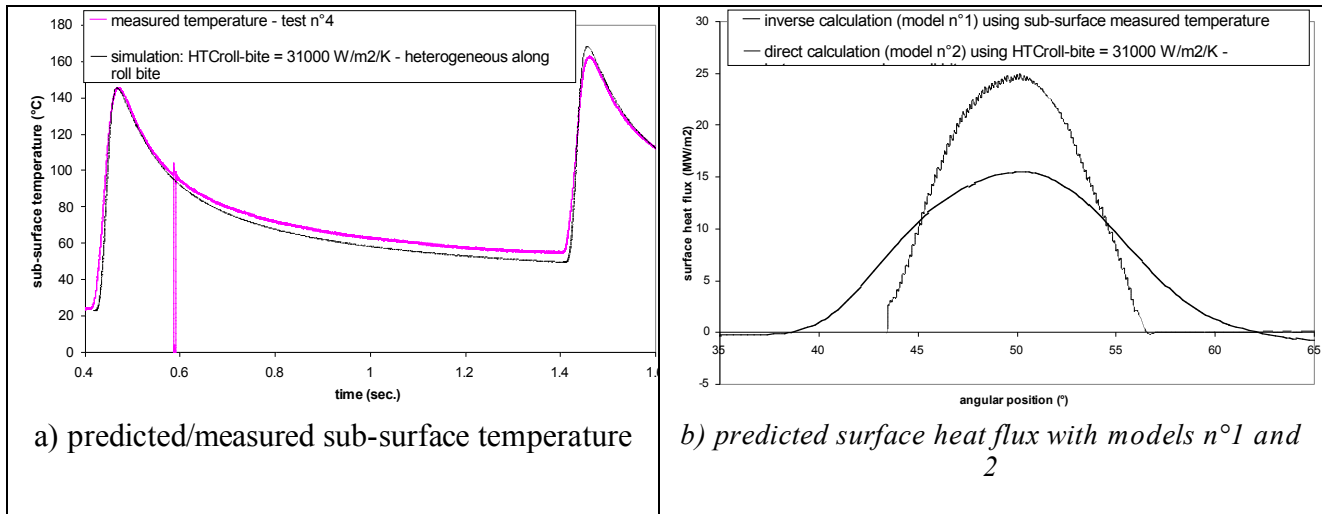 measured temperature - test n°4
simulation: HTCroll-bite = 31000 W/m2/K - heterogeneous along
roll bite
180
160
140
120
100
80
60
40
20
0
0.4
0.6
0.8
1
1.2
1.4
sub-surface temperature (°C)
time (sec.)
a) predicted/measured sub-surface temperature
inverse calculation (model n°1) using sub-surface measured temperature
direct calculation (model n°2) using HTCroll-bite = 31000 W/m2/K -
30
25
20
15
10
5
0
-5
35
40
45
50
55
60
65
surface heat flux (MW/m2)
angular position (°)
b) predicted surface heat flux with models n°1 and
2